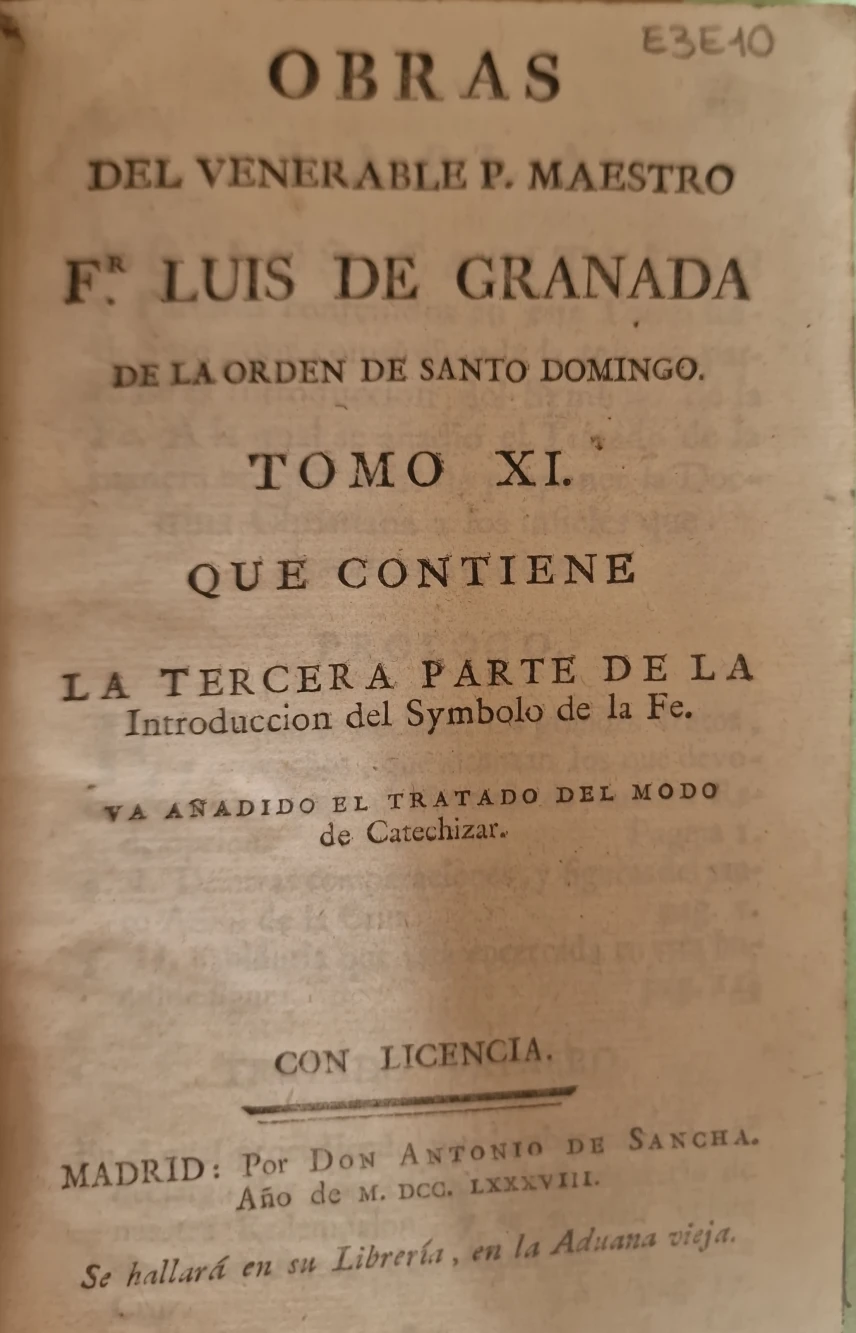 E3E10
OBRAS
DEL VENERABLE P. MAESTRO
Fᴿ. LUIS DE GRANADA
DE LA ORDEN DE SANTO DOMINGO.
TOMO XI.
QUE CONTIENE
LA TERCERA PARTE DE LA
Introduccion del Symbolo de la Fe.
VA AÑADIDO EL TRATADO DEL MODO
de Catechizar.
CON LICENCIA.
MADRID: Por DON ANTONIO DE SANCHA.
Año de M. DCC. LXXXVIII.
Se hallará en su Librería, en la Aduana vieja.